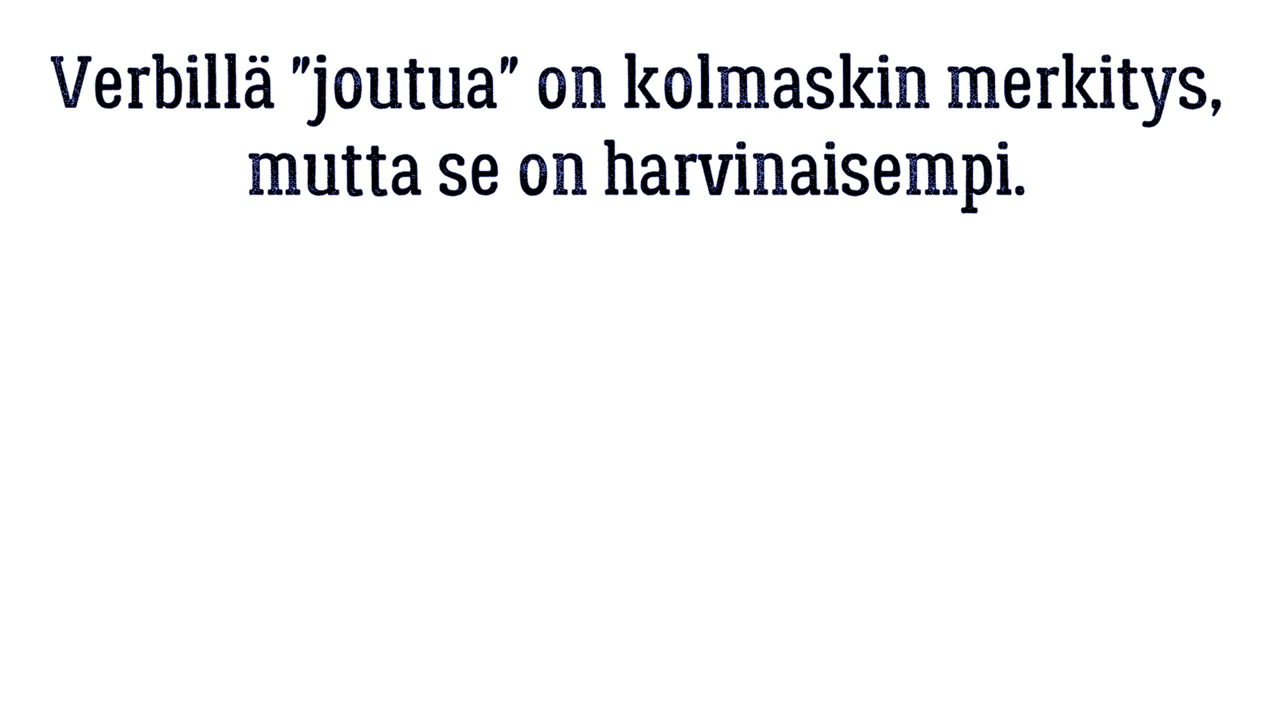 Verbillä "joutua" on kolmaskin merkitys,
mutta se on harvinaisempi.